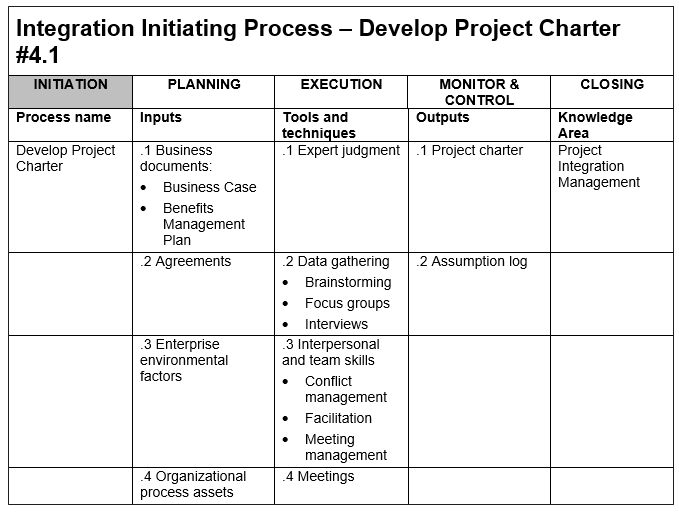 Integration Initiating Process – Develop Project Charter
#4.1
INITIATION
PLANNING
EXECUTION
MONITOR &
CONTROL
CLOSING
Process name
Inputs
Tools and
techniques
Outputs
Knowledge
Area
Develop Project
Charter
.1 Business
documents:
• Business Case
• Benefits
Management
Plan
.1 Expert judgment
.1 Project charter
Project
Integration
Management
.2 Agreements
.2 Data gathering
• Brainstorming
• Focus groups
• Interviews
.2 Assumption log
.3 Enterprise
environmental
factors
.3 Interpersonal
and team skills
• Conflict
management
• Facilitation
• Meeting
management
.4 Organizational
process assets
.4 Meetings